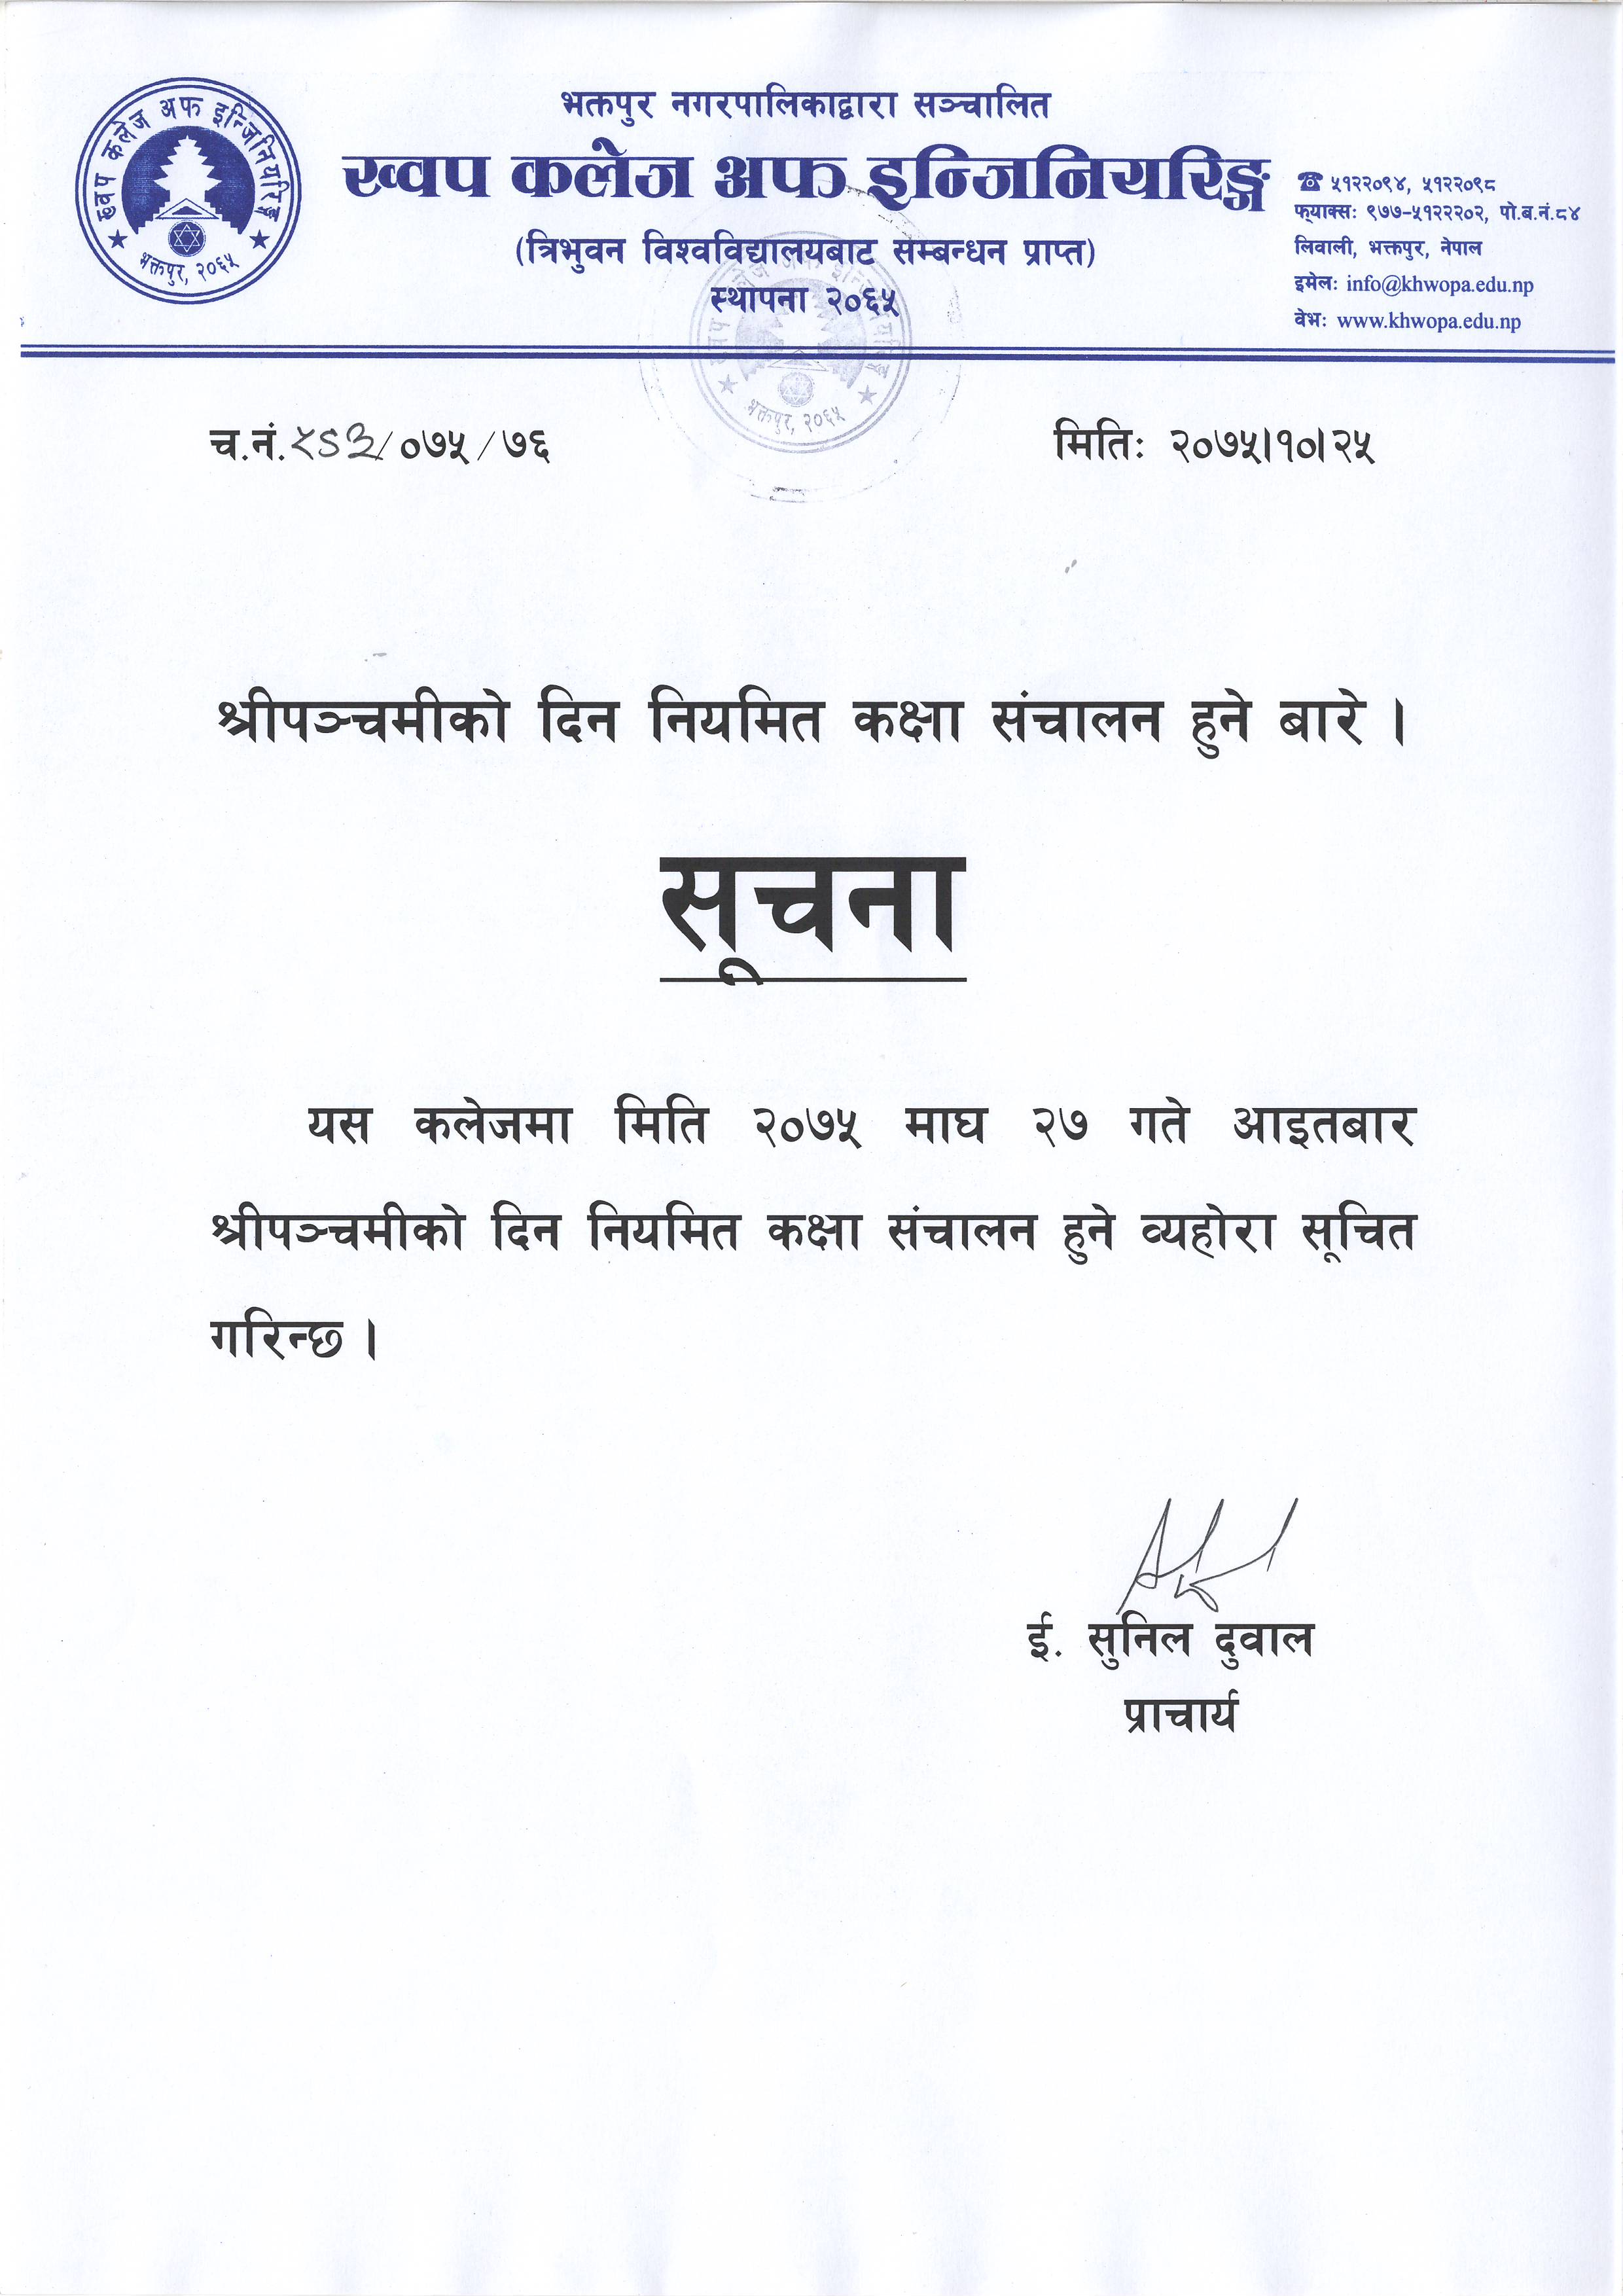 ख्वप कलेज अफ इन्जिनियरिङ्ग
भक्तपुर, २०६५
भक्तपुर नगरपालिकाद्वारा सञ्चालित
ख्वप कलेज अफ इन्जिनियरिङ्ग
(त्रिभुवन विश्वविद्यालयबाट सम्बन्धन प्राप्त)
स्थापना २०६५
☎ ५१२२०९४, ५१२२०९८
फ्याक्सः ९७७-५१२२२०२, पो.ब.नं.८४
लिवाली, भक्तपुर, नेपाल
इमेलः info@khwopa.edu.np
वेभः www.khwopa.edu.np
भक्तपुर, २०६५
च.नं. /०७५/७६
मितिः २०७५।१०।२५
श्रीपञ्चमीको दिन नियमित कक्षा संचालन हुने बारे ।
सूचना
यस कलेजमा मिति २०७५ माघ २७ गते आइतबार
श्रीपञ्चमीको दिन नियमित कक्षा संचालन हुने व्यहोरा सूचित
गरिन्छ ।
ई. सुनिल दुवाल
प्राचार्य